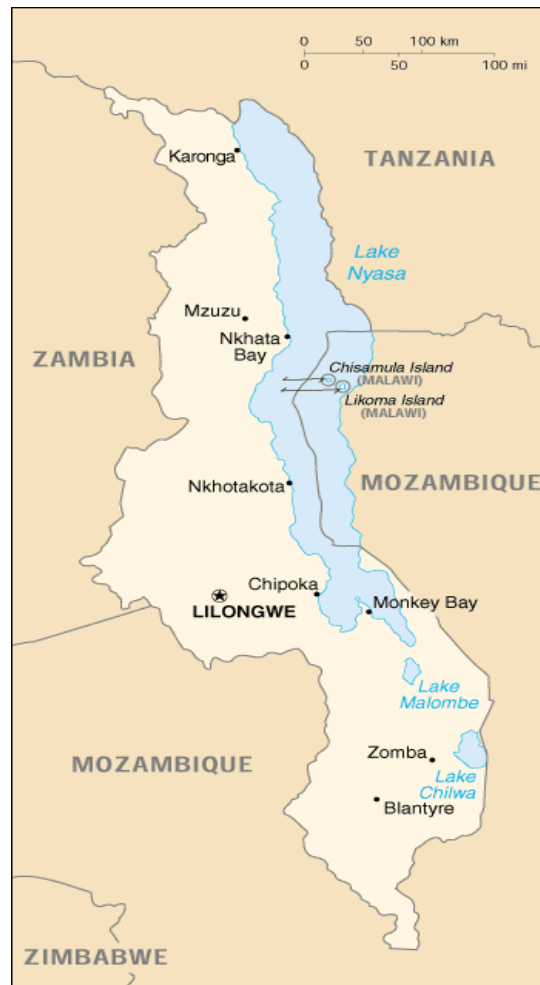 0 50 100 km
0 50 100 mi
Karonga
TANZANIA
Lake
Nyasa
Mzuzu
Nkhata
Bay
ZAMBIA
Chisamula Island
(MALAWI)
Likoma Island
(MALAWI)
Nkhotakota
MOZAMBIQUE
Chipoka
LILONGWE
Monkey Bay
Lake
Malombe
Zomba
MOZAMBIQUE
Lake
Chilwa
Blantyre
ZIMBABWE